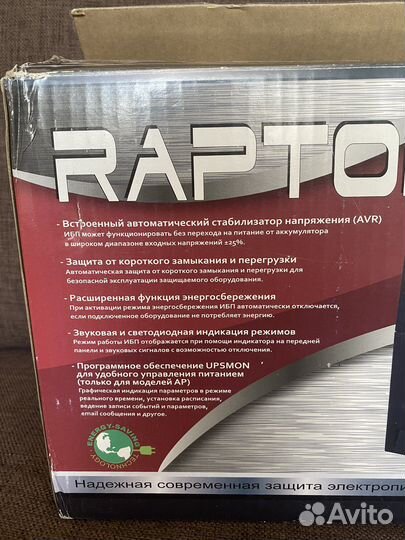 RAPTO
- Встроенный автоматический стабилизатор напряжения (AVR)
ИБП может функционировать без перехода на питание от аккумулятора
в широком диапазоне входных напряжений ±25%.
- Защита от короткого замыкания и перегрузки
Автоматическая защита от короткого замыкания и перегрузки для
безопасной эксплуатации защищаемого оборудования.
- Расширенная функция энергосбережения
При активации режима энергосбережения ИБП автоматически отключается,
если подключенное оборудование не потребляет энергию.
- Звуковая и светодиодная индикация режимов
Режим работы ИБП отображается при помощи индикатора на передней
панели и звуковых сигналов с возможностью отключения.
- Программное обеспечение UPSMON
для удобного управления питанием
(только для моделей AP)
Графическая индикация параметров в режиме
реального времени, установка расписания,
ведение записи событий и параметров,
email сообщения и другое.
ENERGY-SAVING
TECHNOLOGY
Надежная современная защита электропи
Avito